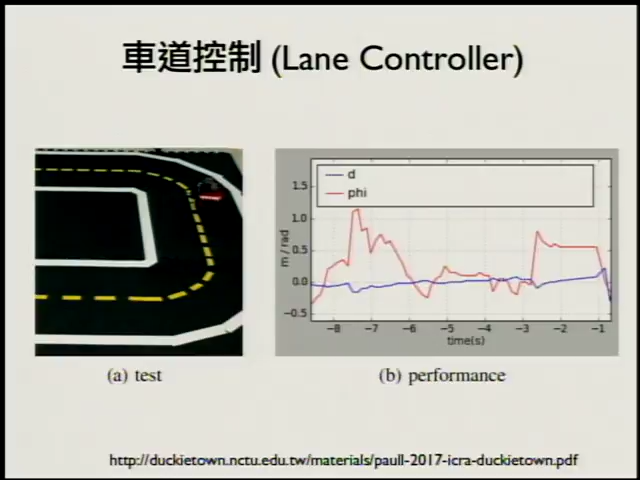 車道控制 (Lane Controller)
d
phi
m / rad
1.5
1.0
0.5
0.0
−0.5
−8 −7 −6 −5 −4 −3 −2 −1
time(s)
(a) test
(b) performance
http://duckietown.nctu.edu.tw/materials/paull-2017-icra-duckietown.pdf